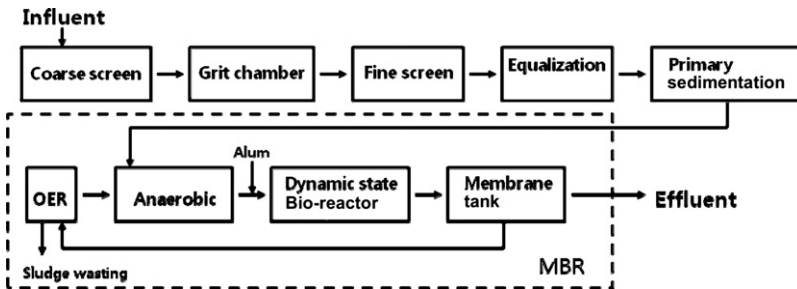 Influent
Coarse screen
Grit chamber
Fine screen
Equalization
Primary
sedimentation
OER
Anaerobic
Alum
Dynamic state
Bio-reactor
Membrane
tank
Effluent
Sludge wasting
MBR